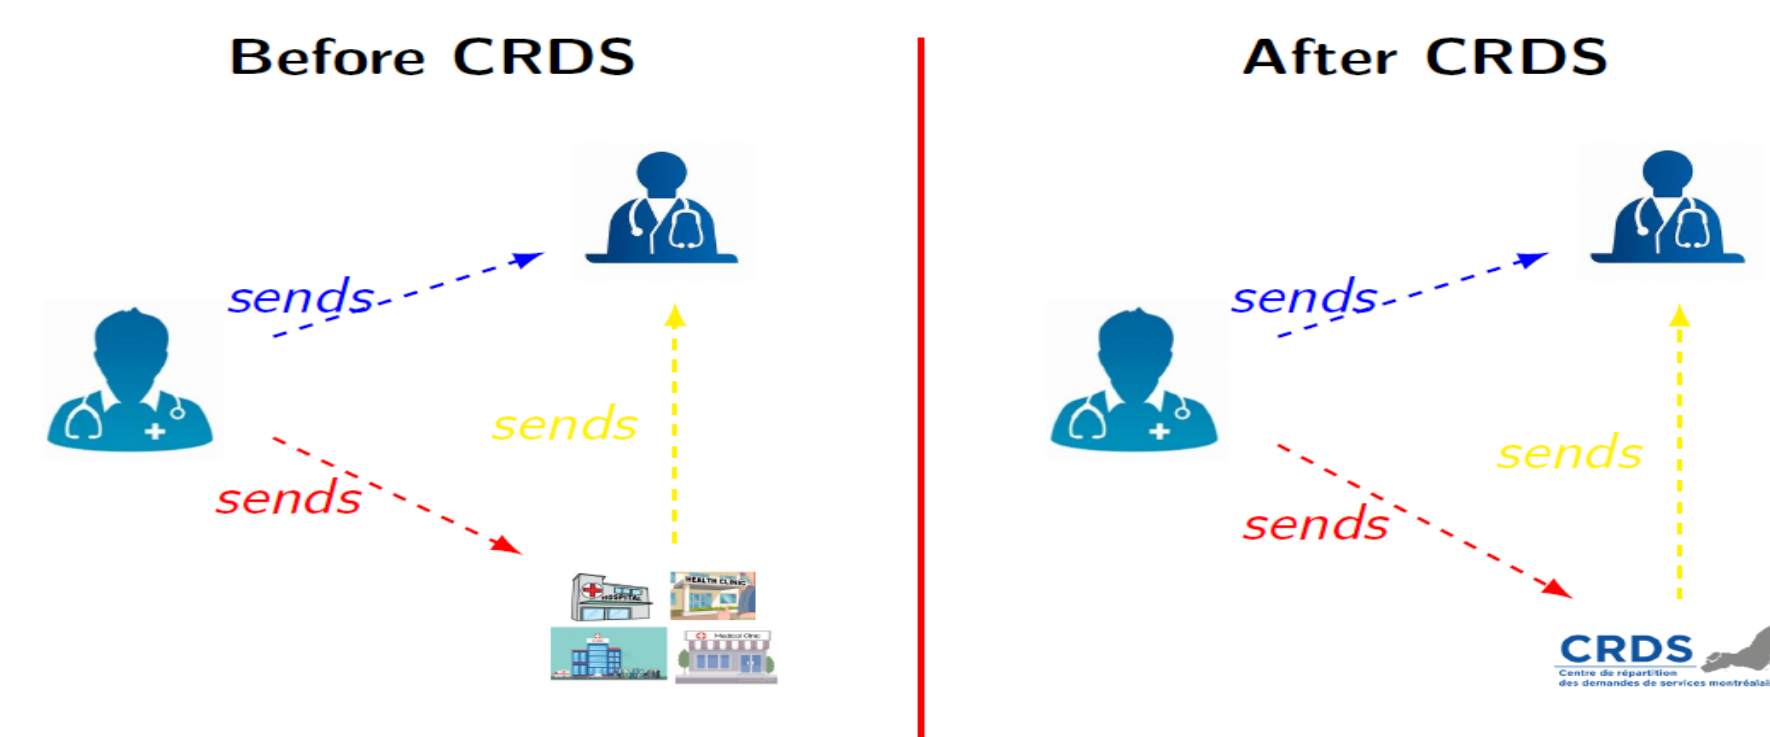 Before CRDS
sends
sends
sends
HOSPITAL
HEALTH CLINIC
Medical Clinic
After CRDS
sends
sends
sends
CRDS
Centre de répartition
des demandes de services montréalai